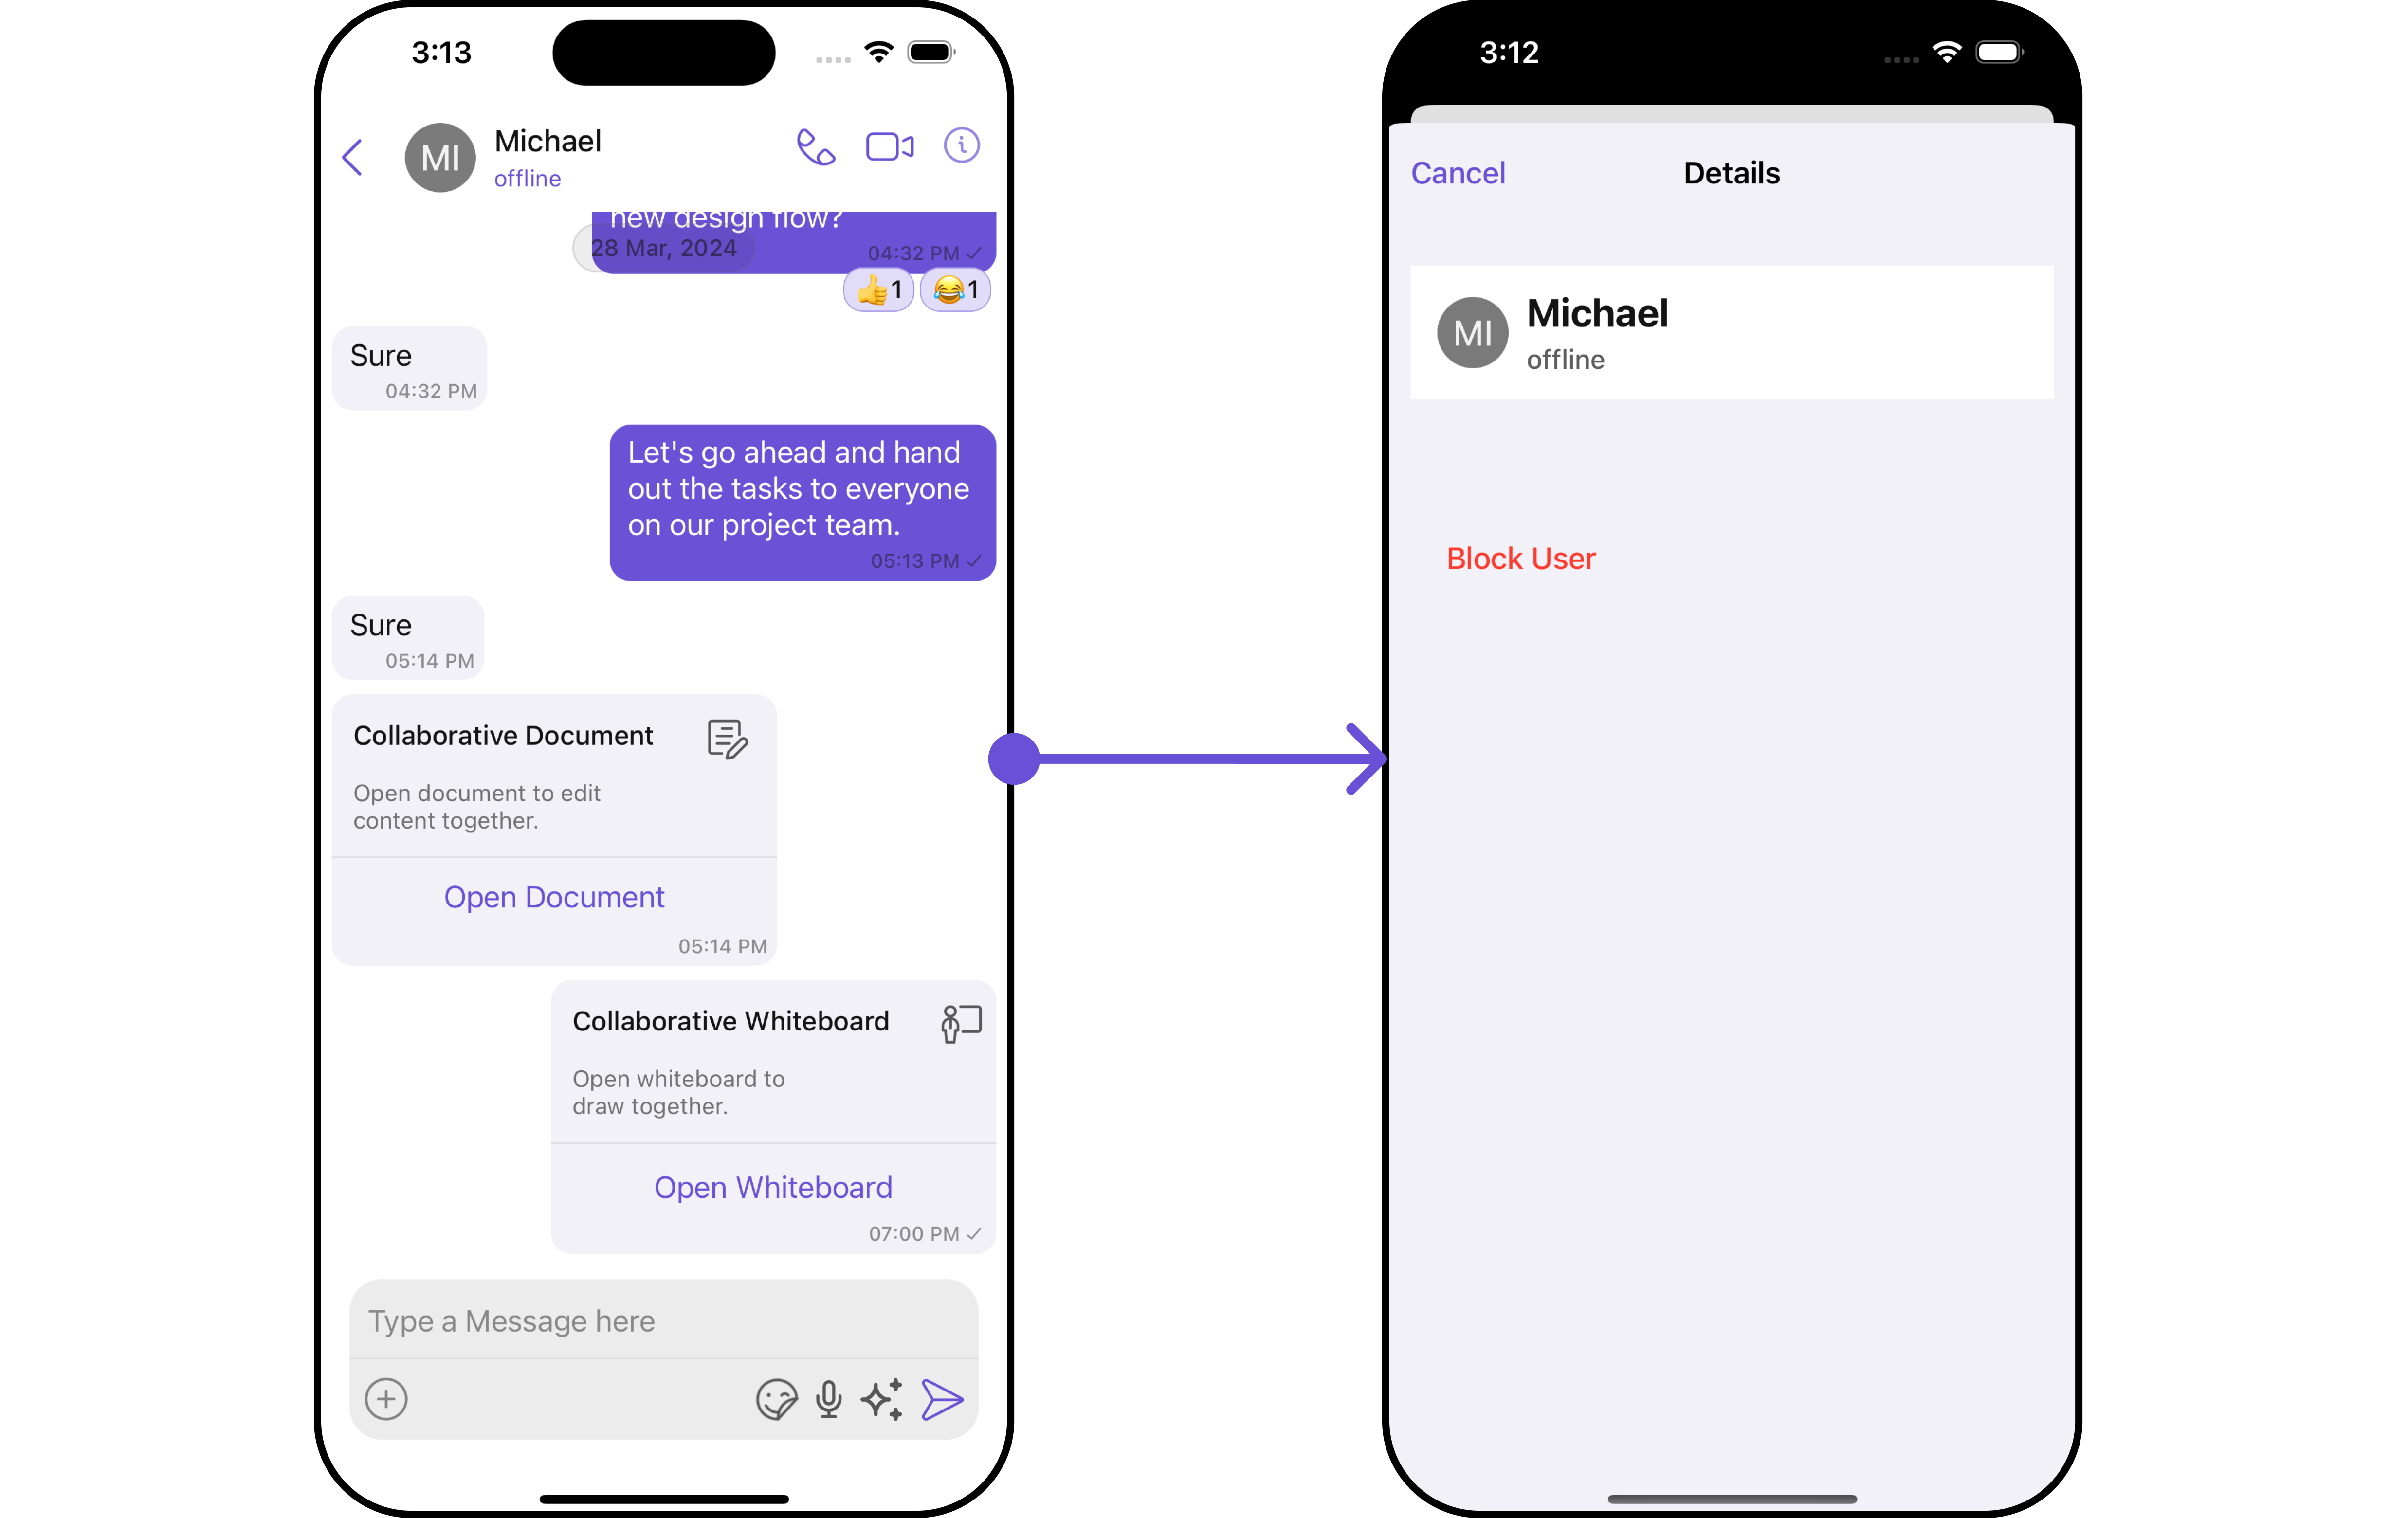 3:13
MI
Michael
offline
new design flow?
28 Mar, 2024
04:32 PM
👍1
😂1
Sure
04:32 PM
Let's go ahead and hand
out the tasks to everyone
on our project team.
05:13 PM
Sure
05:14 PM
Collaborative Document
Open document to edit
content together.
Open Document
05:14 PM
Collaborative Whiteboard
Open whiteboard to
draw together.
Open Whiteboard
07:00 PM
Type a Message here
3:12
Cancel
Details
MI
Michael
offline
Block User